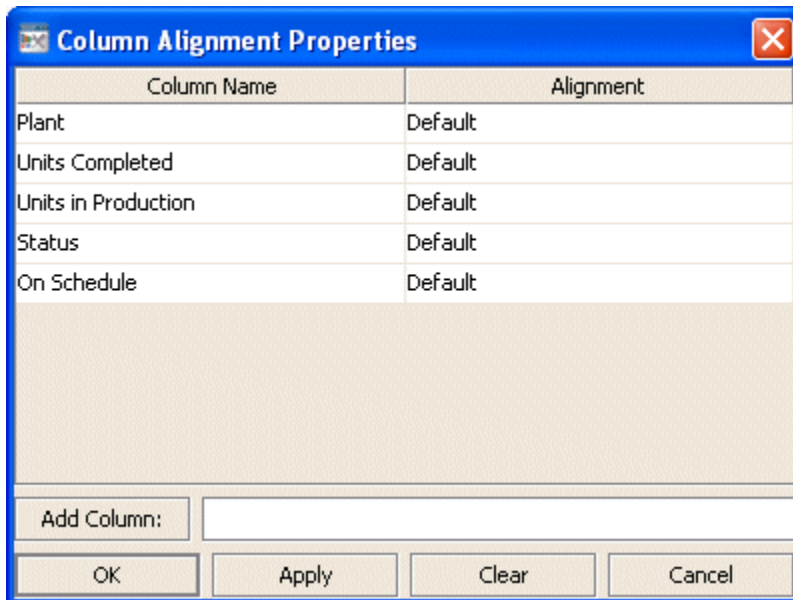 Column Alignment Properties
Column Name Alignment
Plant Default
Units Completed Default
Units in Production Default
Status Default
On Schedule Default
Add Column:
OK Apply Clear Cancel